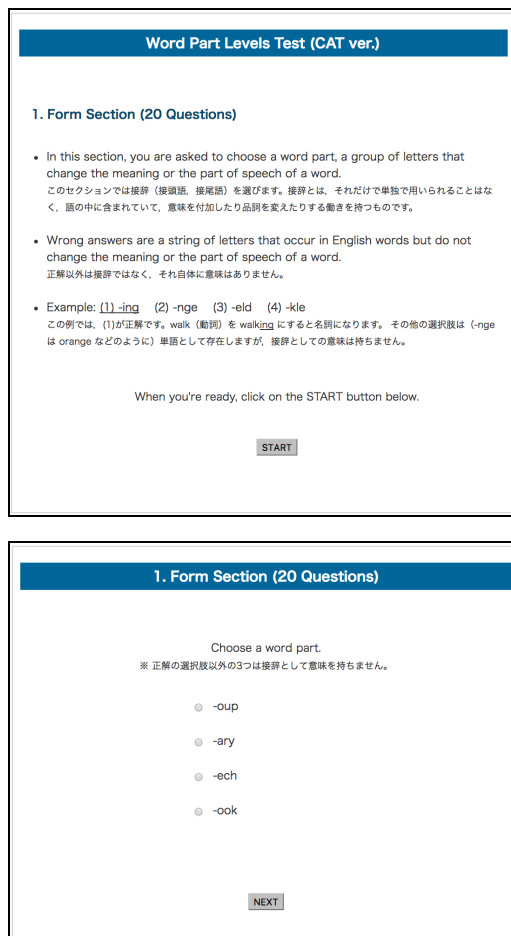 Word Part Levels Test (CAT ver.)
1. Form Section (20 Questions)
• In this section, you are asked to choose a word part, a group of letters that
change the meaning or the part of speech of a word.
このセクションでは接辞（接頭語，接尾語）を選びます。接辞とは，それだけで単独で用いられることはな
く，語の中に含まれていて，意味を付加したり品詞を変えたりする働きを持つものです。
• Wrong answers are a string of letters that occur in English words but do not
change the meaning or the part of speech of a word.
正解以外は接辞ではなく，それ自体に意味はありません。
• Example: (1) -ing (2) -nge (3) -eld (4) -kle
この例では，(1)が正解です。walk（動詞）を walking にすると名詞になります。 その他の選択肢は（-nge
は orange などのように）単語として存在しますが，接辞としての意味は持ちません。
When you're ready, click on the START button below.
START
1. Form Section (20 Questions)
Choose a word part.
※ 正解の選択肢以外の3つは接辞として意味を持ちません。
-oup
-ary
-ech
-ook
NEXT